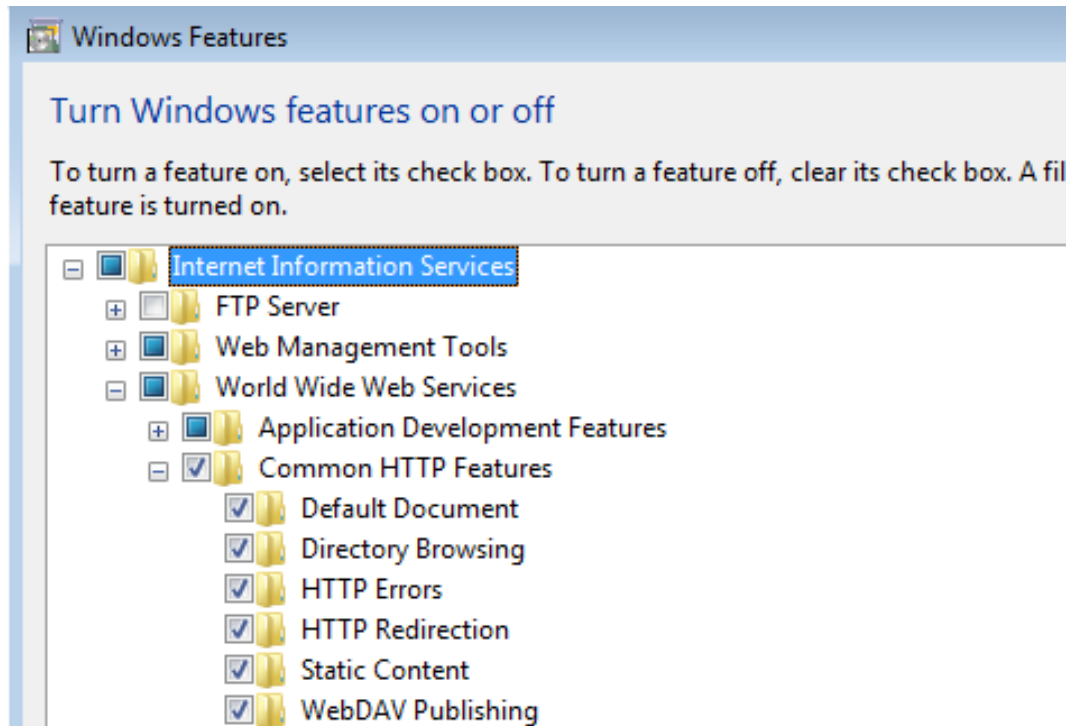 Windows Features
Turn Windows features on or off
To turn a feature on, select its check box. To turn a feature off, clear its check box. A fil
feature is turned on.
Internet Information Services
FTP Server
Web Management Tools
World Wide Web Services
Application Development Features
Common HTTP Features
Default Document
Directory Browsing
HTTP Errors
HTTP Redirection
Static Content
WebDAV Publishing